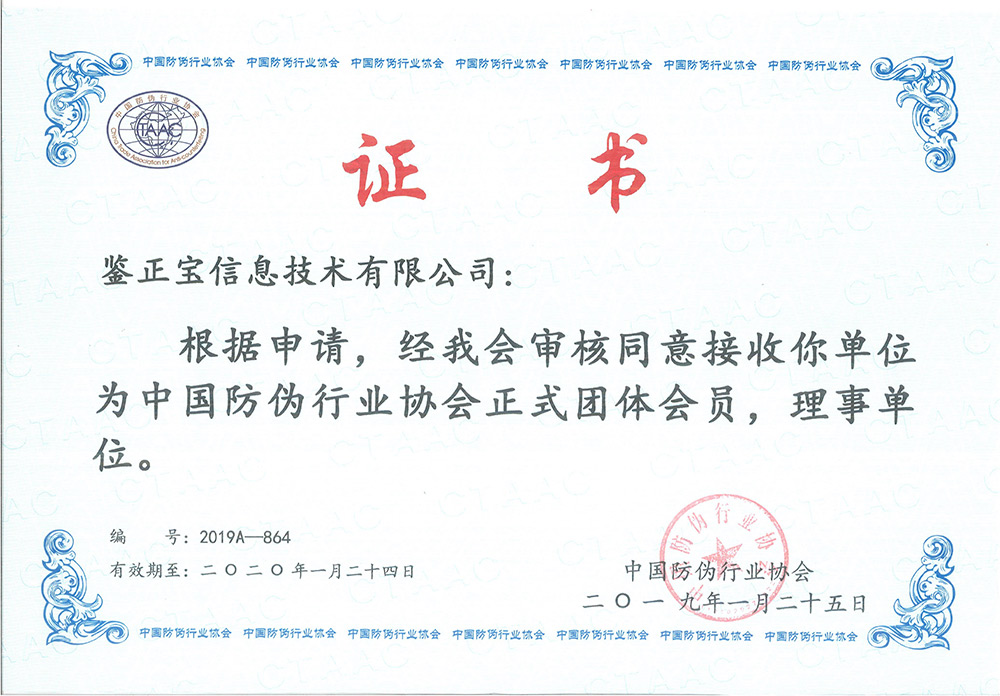 中国防伪行业协会 中国防伪行业协会 中国防伪行业协会 中国防伪行业协会 中国防伪行业协会 中国防伪行业协会 中国防伪行业协会
中国防伪行业协会
CTAAC
China Trade Association for Anti-counterfeiting
证 书
鉴正宝信息技术有限公司：
根据申请，经我会审核同意接收你单位
为中国防伪行业协会正式团体会员，理事单
位。
编 号：2019A—864
有效期至：二〇二〇年一月二十四日
中国防伪行业协会
中国防伪行业协会
二〇一九年一月二十五日
中国防伪行业协会 中国防伪行业协会 中国防伪行业协会 中国防伪行业协会 中国防伪行业协会 中国防伪行业协会 中国防伪行业协会